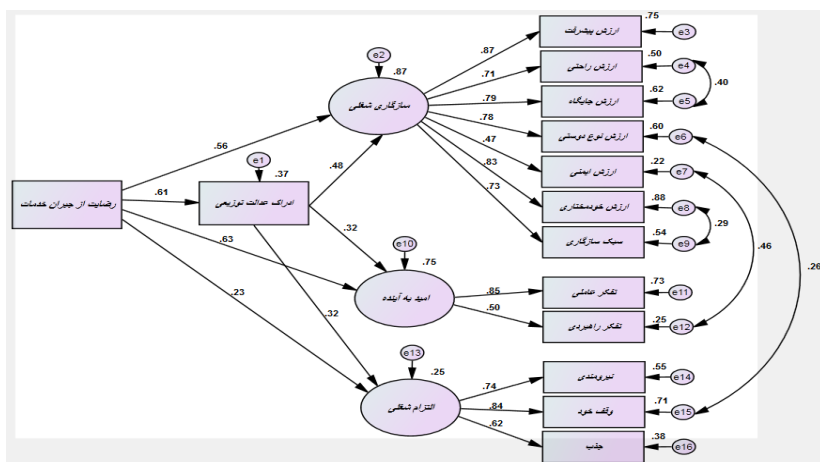 .75
ارزش پیشرفت
e3
e2
.87
.50
.87
ارزش راحتی
e4
.71
.40
سازگاری شغلی
.62
.79
ارزش جایگاه
e5
.78
.60
ارزش نوع دوستی
e6
.56
.47
.22
e1
ارزش ایمنی
e7
.37
.48
.83
.88
رضایت از جبران خدمات
.61
ادراک عدالت توزیعی
.73
ارزش خودمختاری
e8
.29
.54
سبک سازگاری
e9
.32
e10
.63
.46
.75
.26
.73
.85
تفکر عاملی
e11
.23
امید به آینده
.32
.50
.25
تفکر راهبردی
e12
e13
.25
.55
.74
نیرومندی
e14
التزام شغلی
.84
.71
وقف خود
e15
.62
.38
جذب
e16